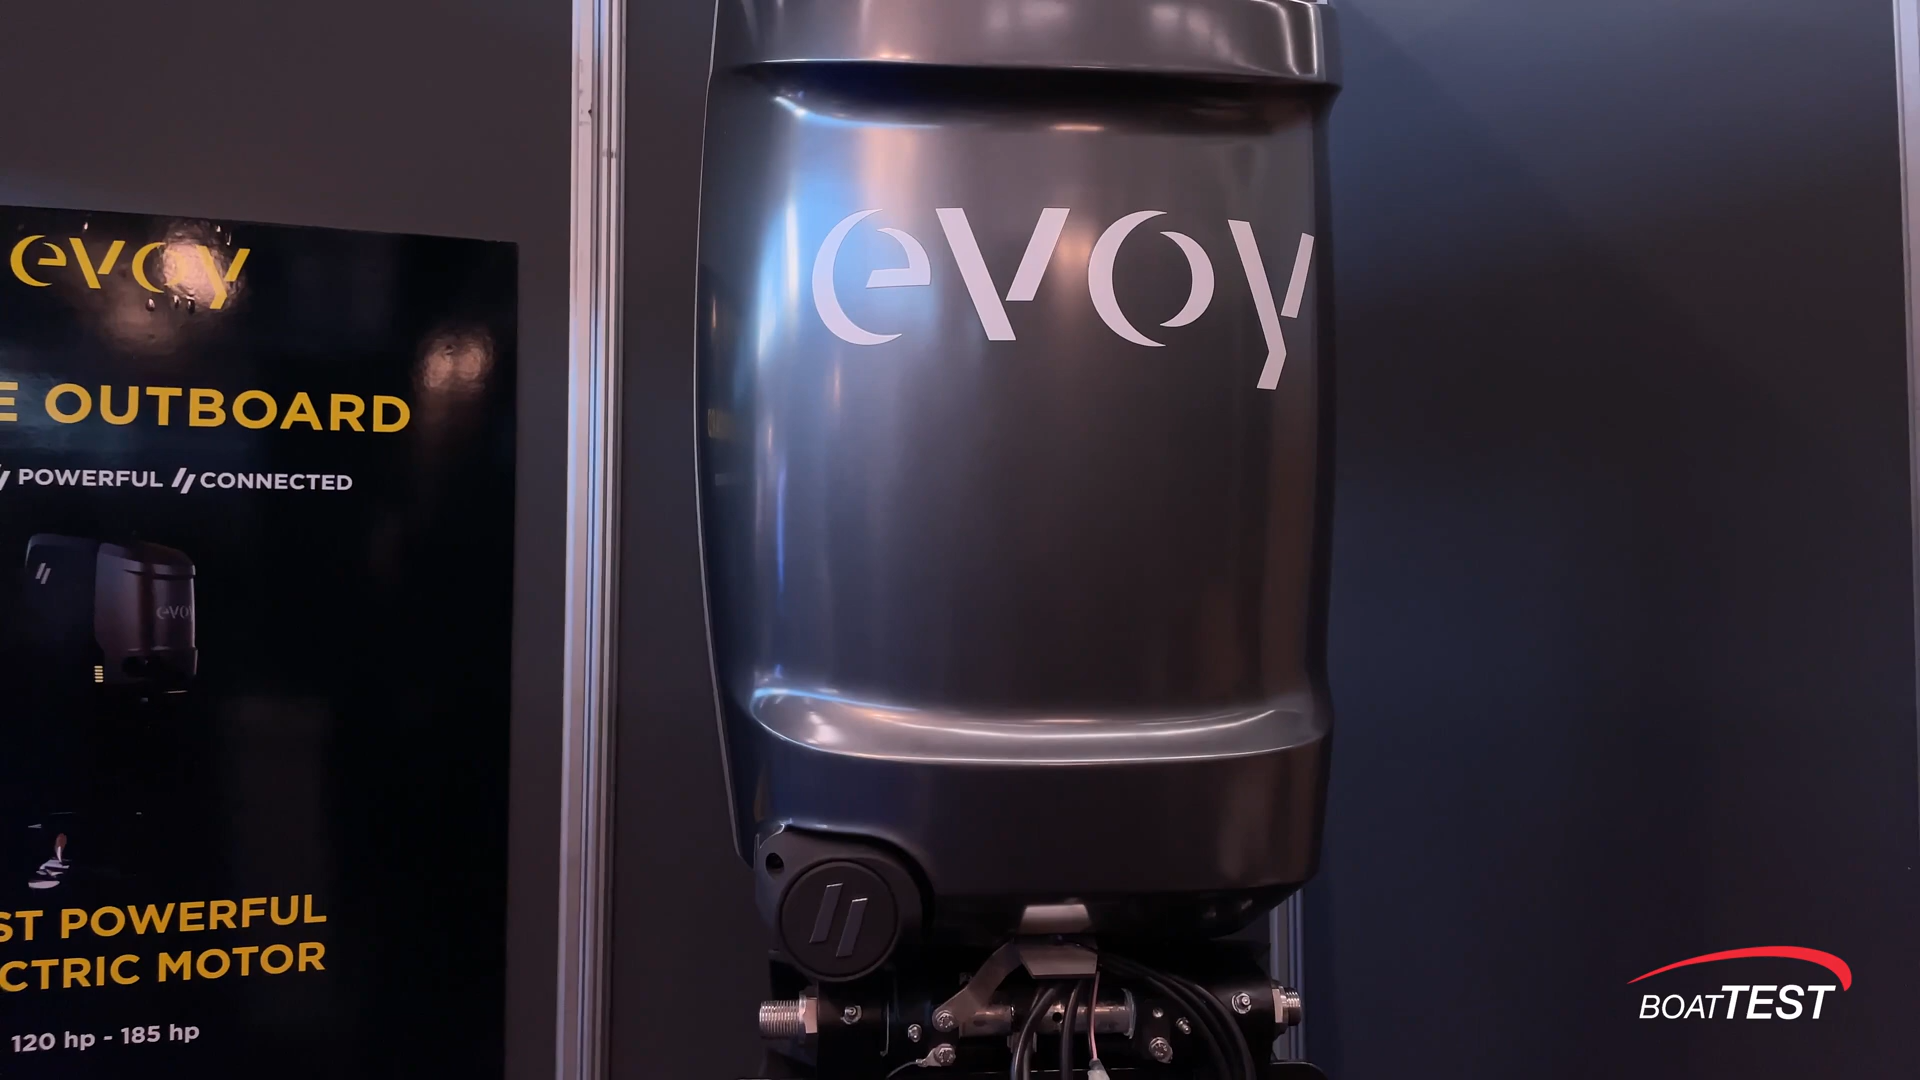 evoy
E OUTBOARD
// POWERFUL // CONNECTED
evoy
ST POWERFUL
CTRIC MOTOR
120 hp - 185 hp
evoy
BOATTEST